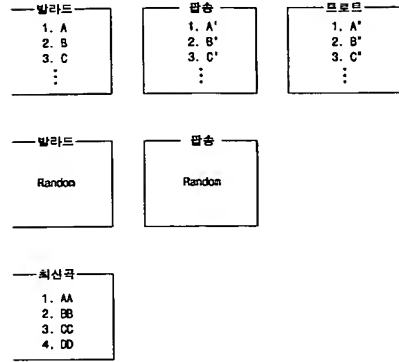 발라드
1. A
2. B
3. C
⋮
팝송
1. A'
2. B'
3. C'
⋮
트로트
1. A"
2. B"
3. C"
⋮
발라드
Random
팝송
Random
최신곡
1. AA
2. BB
3. CC
4. DD